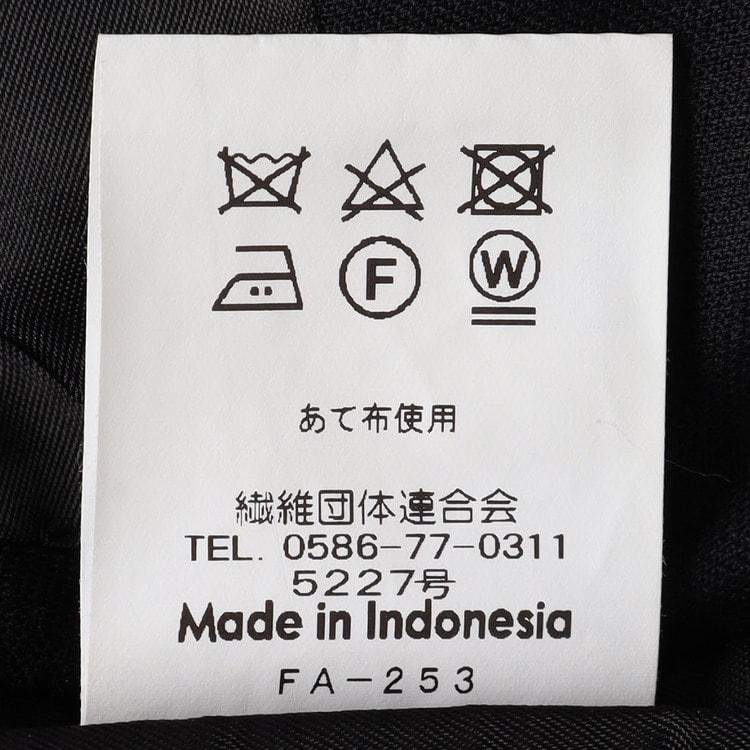 F W
あて布使用
繊維団体連合会
TEL. 0586-77-0311
5227号
Made in Indonesia
FA-253